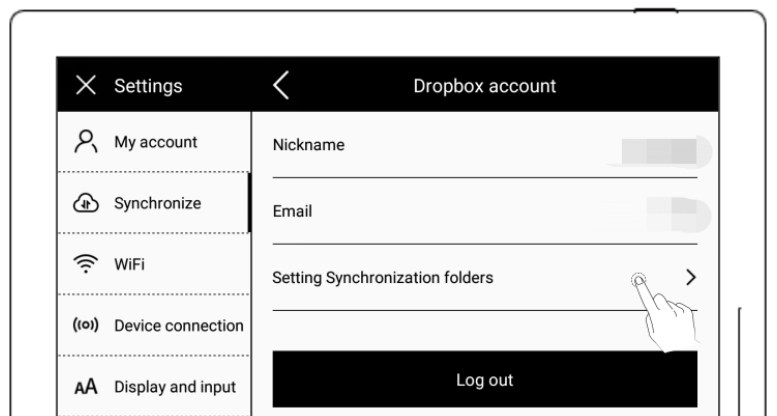 Settings
Dropbox account
My account
Nickname
Synchronize
Email
WiFi
Setting Synchronization folders
Device connection
Log out
AA Display and input